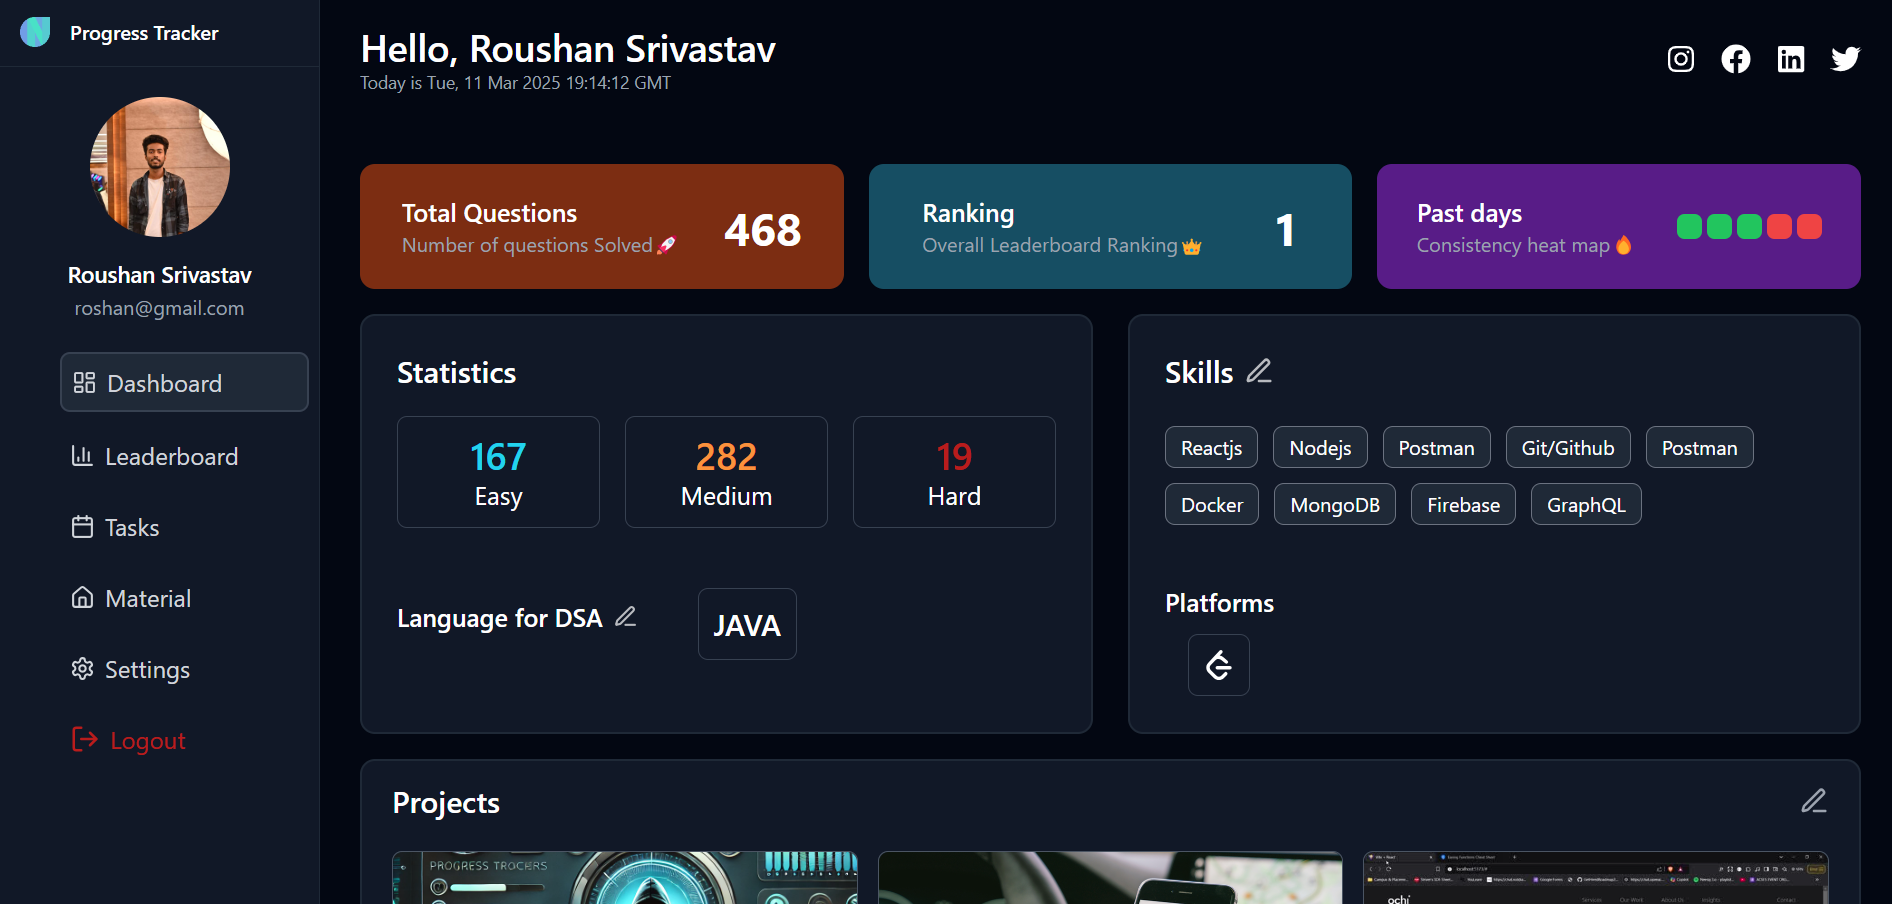 Progress Tracker
Roushan Srivastav
roshan@gmail.com
Dashboard
Leaderboard
Tasks
Material
Settings
Logout
Hello, Roushan Srivastav
Today is Tue, 11 Mar 2025 19:14:12 GMT
Total Questions
Number of questions Solved🚀
468
Ranking
Overall Leaderboard Ranking👑
1
Past days
Consistency heat map🔥
Statistics
167
Easy
282
Medium
19
Hard
Language for DSA
JAVA
Skills
Reactjs Nodejs Postman Git/Github Postman
Docker MongoDB Firebase GraphQL
Platforms
Projects
PROGRESS TROCKERS
ochi